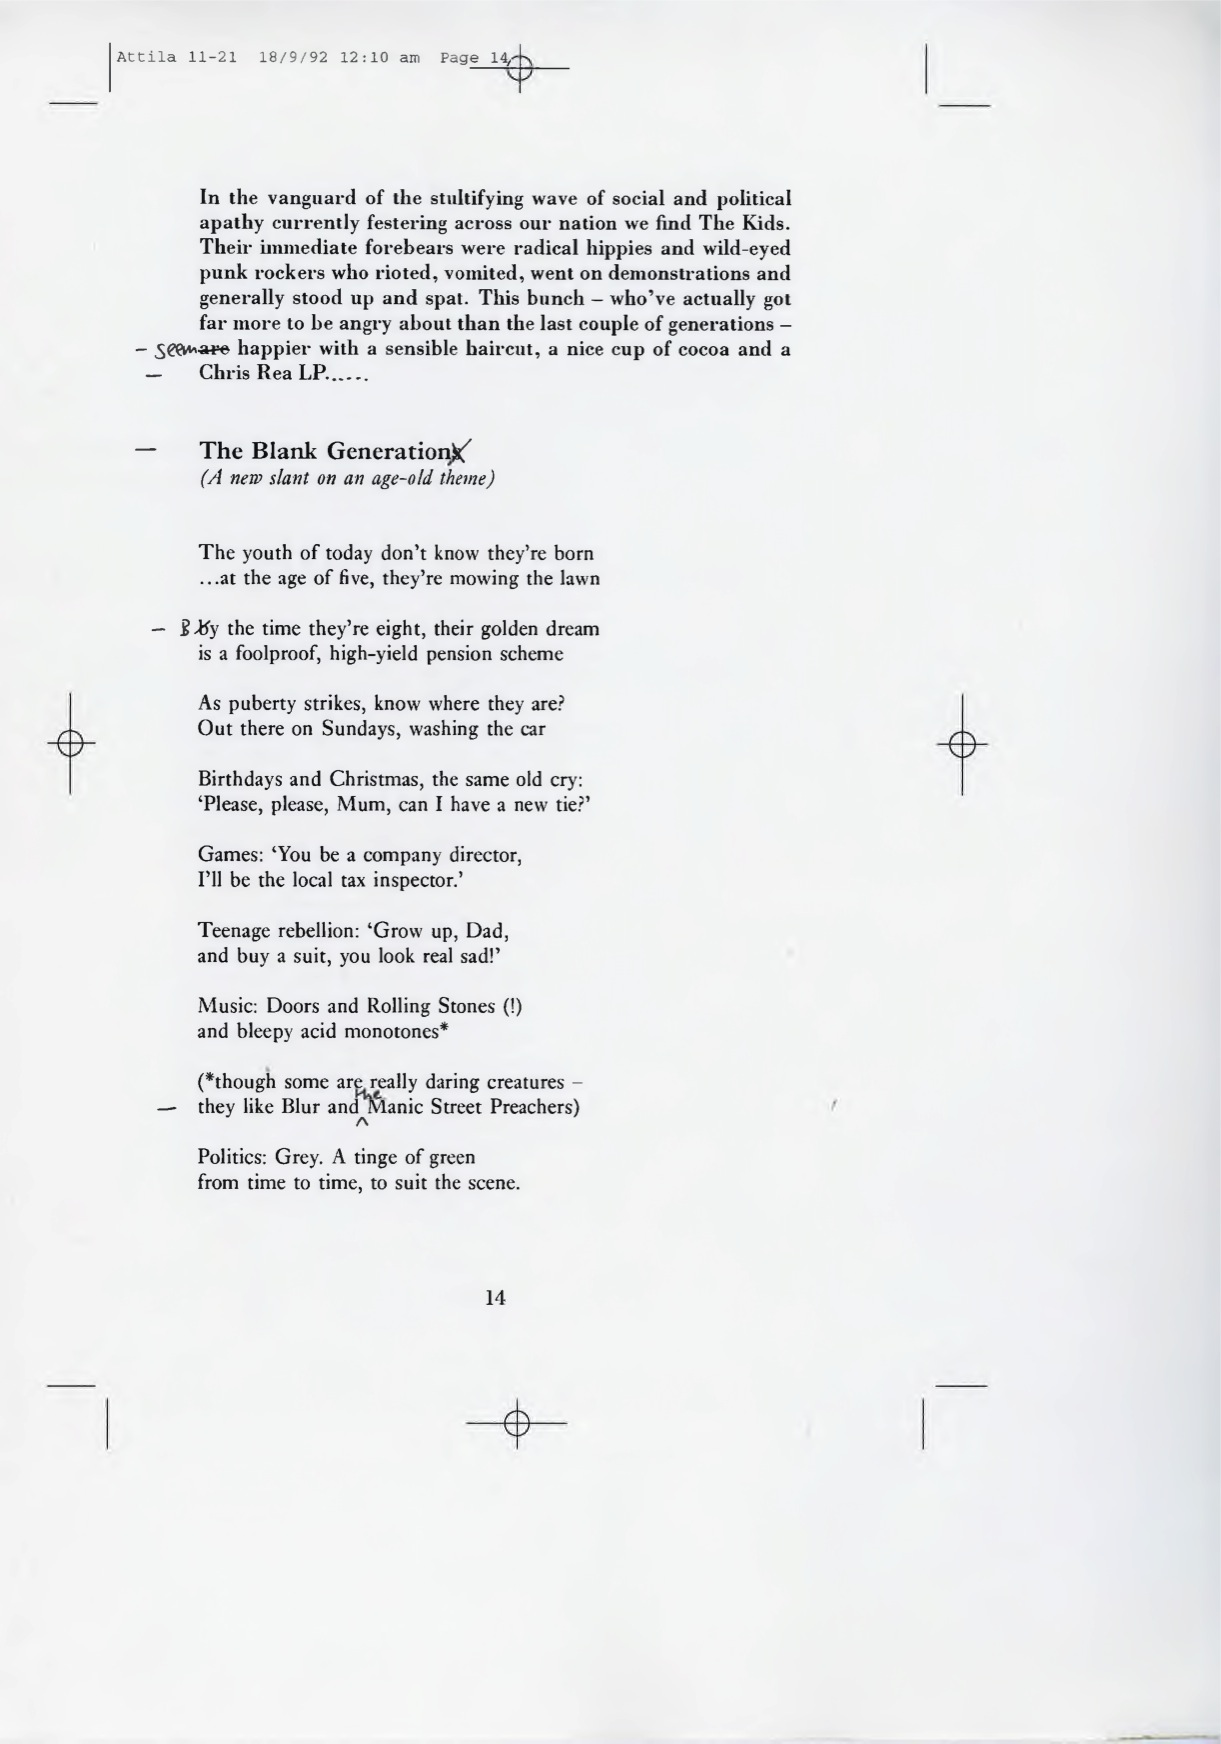 Attila 11-21 18/9/92 12:10 am Page 14
In the vanguard of the stultifying wave of social and political
apathy currently festering across our nation we find The Kids.
Their immediate forebears were radical hippies and wild-eyed
punk rockers who rioted, vomited, went on demonstrations and
generally stood up and spat. This bunch – who've actually got
far more to be angry about than the last couple of generations –
– seem are happier with a sensible haircut, a nice cup of cocoa and a
– Chris Rea LP......
– The Blank Generations
(A new slant on an age-old theme)
The youth of today don't know they're born
...at the age of five, they're mowing the lawn
– B by the time they're eight, their golden dream
is a foolproof, high-yield pension scheme
As puberty strikes, know where they are?
Out there on Sundays, washing the car
Birthdays and Christmas, the same old cry:
‘Please, please, Mum, can I have a new tie?’
Games: ‘You be a company director,
I'll be the local tax inspector.’
Teenage rebellion: ‘Grow up, Dad,
and buy a suit, you look real sad!’
Music: Doors and Rolling Stones (!)
and bleepy acid monotones*
(*though some are really daring creatures –
– they like Blur and the Manic Street Preachers)
Politics: Grey. A tinge of green
from time to time, to suit the scene.
14